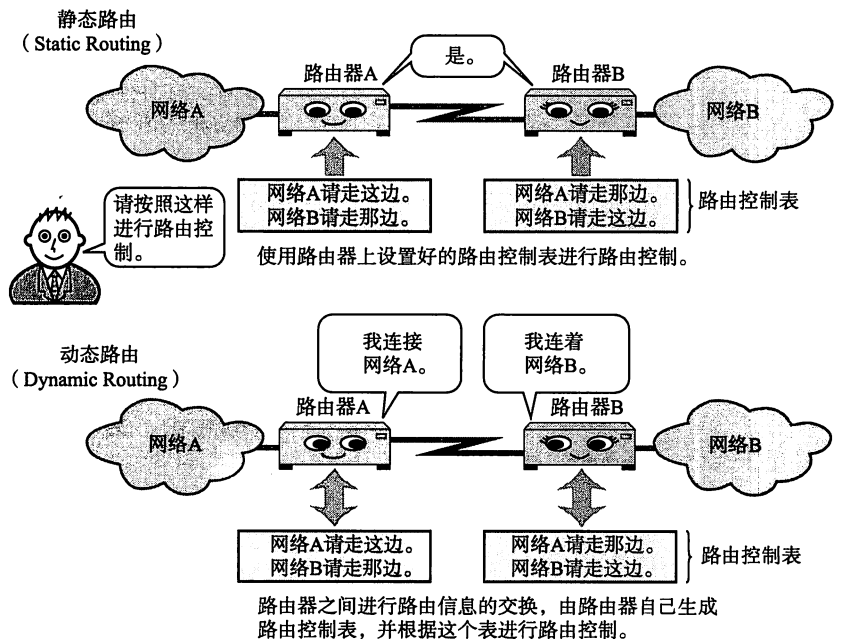 静态路由
（Static Routing）
路由器A
是。
路由器B
网络A
网络B
网络A请走这边。
网络B请走那边。
网络A请走那边。
网络B请走这边。
路由控制表
请按照这样
进行路由控
制。
使用路由器上设置好的路由控制表进行路由控制。
动态路由
（Dynamic Routing）
我连接
网络A。
我连着
网络B。
路由器A
路由器B
网络A
网络B
网络A请走这边。
网络B请走那边。
网络A请走那边。
网络B请走这边。
路由控制表
路由器之间进行路由信息的交换，由路由器自己生成
路由控制表，并根据这个表进行路由控制。